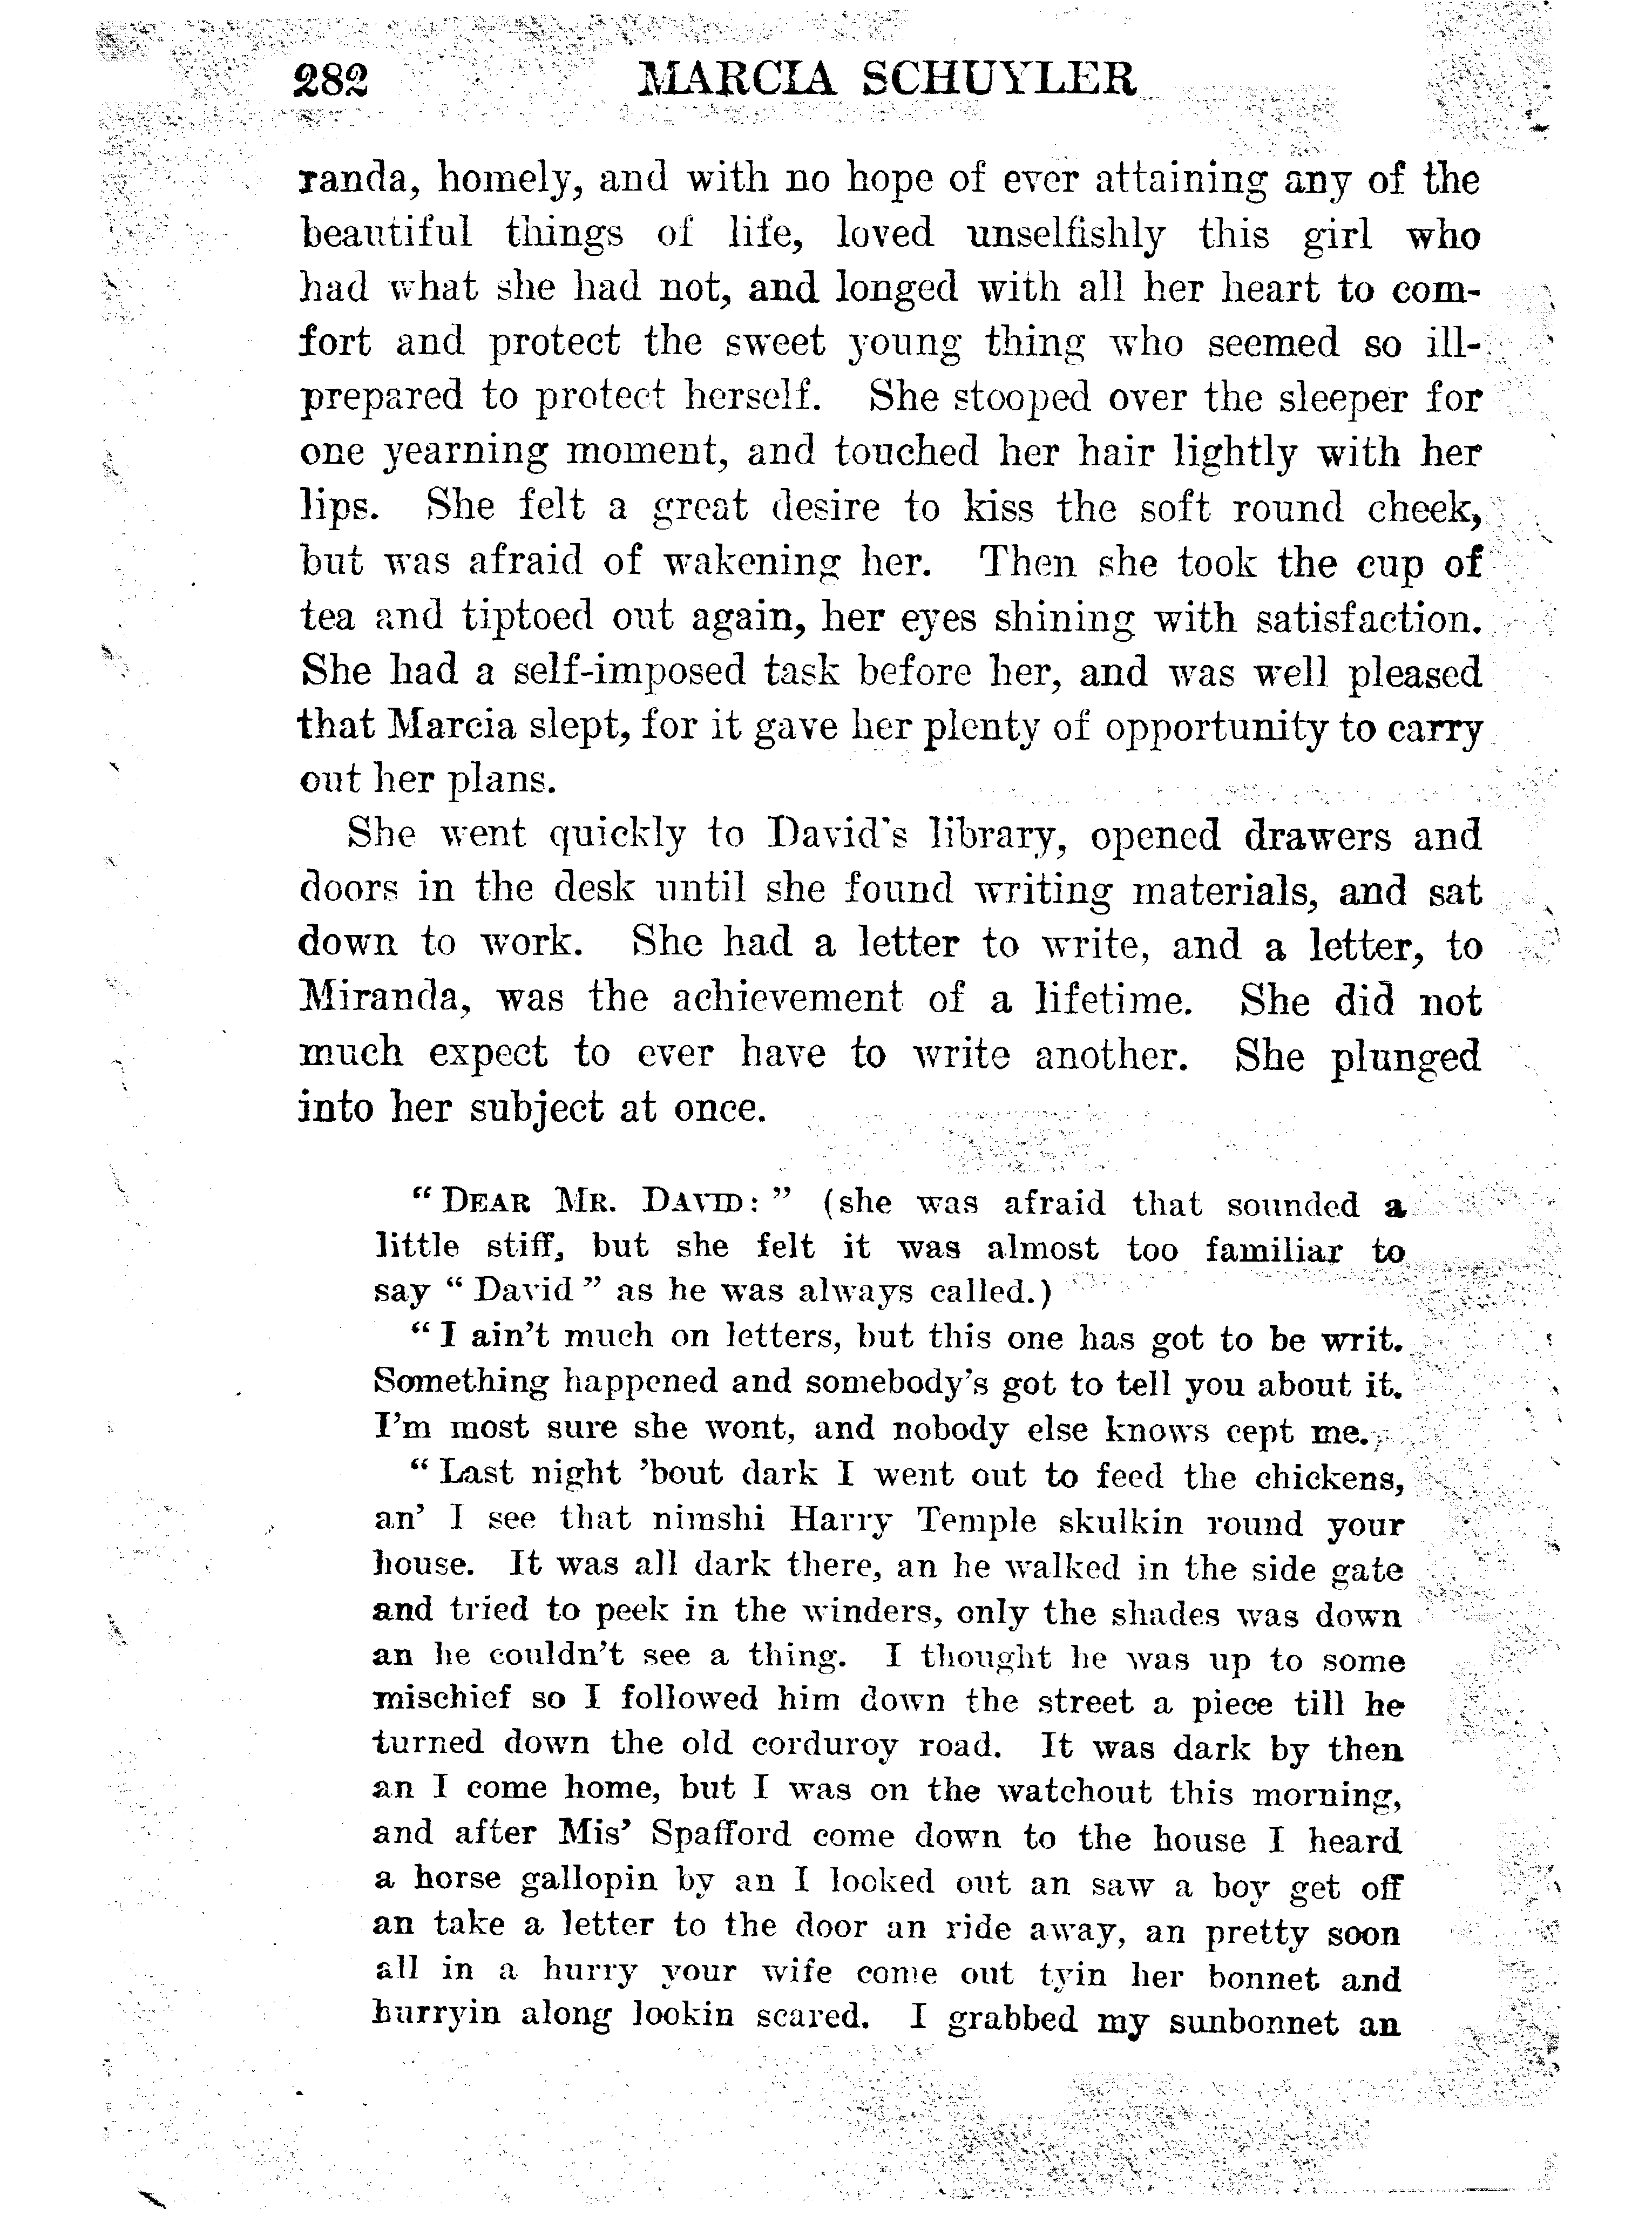 282 MARCIA SCHUYLER
randa, homely, and with no hope of ever attaining any of the
beautiful things of life, loved unselfishly this girl who
had what she had not, and longed with all her heart to com-
fort and protect the sweet young thing who seemed so ill-
prepared to protect herself. She stooped over the sleeper for
one yearning moment, and touched her hair lightly with her
lips. She felt a great desire to kiss the soft round cheek,
but was afraid of wakening her. Then she took the cup of
tea and tiptoed out again, her eyes shining with satisfaction.
She had a self-imposed task before her, and was well pleased
that Marcia slept, for it gave her plenty of opportunity to carry
out her plans.
She went quickly to David's library, opened drawers and
doors in the desk until she found writing materials, and sat
down to work. She had a letter to write, and a letter, to
Miranda, was the achievement of a lifetime. She did not
much expect to ever have to write another. She plunged
into her subject at once.
"DEAR MR. DAVID:" (she was afraid that sounded a
little stiff, but she felt it was almost too familiar to
say "David" as he was always called.)
"I ain't much on letters, but this one has got to be writ.
Something happened and somebody's got to tell you about it.
I'm most sure she wont, and nobody else knows cept me.
"Last night 'bout dark I went out to feed the chickens,
an' I see that nimshi Harry Temple skulkin round your
house. It was all dark there, an he walked in the side gate
and tried to peek in the winders, only the shades was down
an he couldn't see a thing. I thought he was up to some
mischief so I followed him down the street a piece till he
turned down the old corduroy road. It was dark by then
an I come home, but I was on the watchout this morning,
and after Mis' Spafford come down to the house I heard
a horse gallopin by an I looked out an saw a boy get off
an take a letter to the door an ride away, an pretty soon
all in a hurry your wife come out tyin her bonnet and
hurryin along lookin scared. I grabbed my sunbonnet an